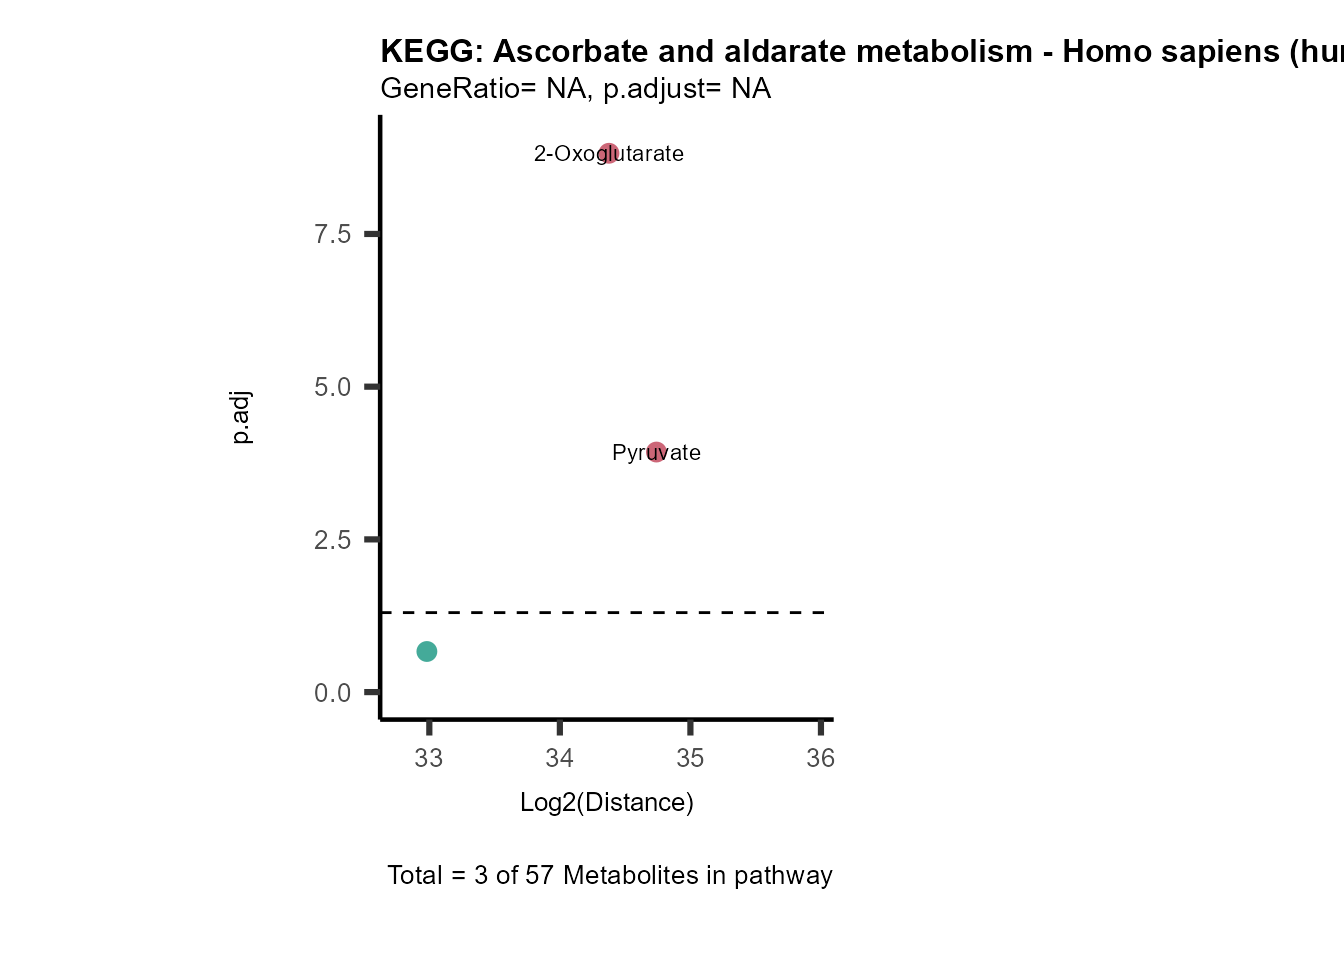 KEGG: Ascorbate and aldarate metabolism - Homo sapiens (hu
GeneRatio= NA, p.adjust= NA
2-Oxoglutarate
7.5
5.0
p.adj
Pyruvate
2.5
0.0
33 34 35 36
Log2(Distance)
Total = 3 of 57 Metabolites in pathway